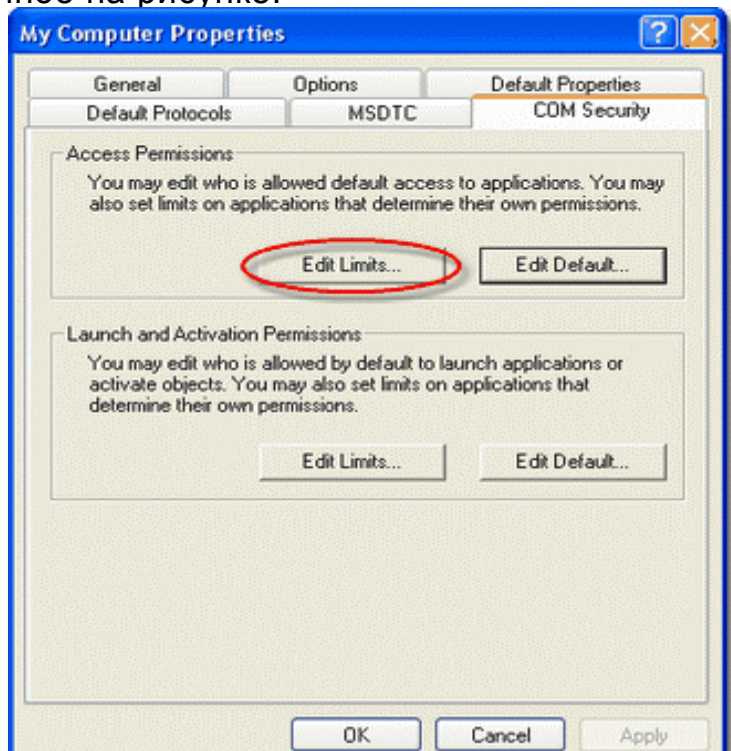 на рисунке.
My Computer Properties
General Options Default Properties
Default Protocols MSDTC COM Security
Access Permissions
You may edit who is allowed default access to applications. You may
also set limits on applications that determine their own permissions.
Edit Limits... Edit Default...
Launch and Activation Permissions
You may edit who is allowed by default to launch applications or
activate objects. You may also set limits on applications that
determine their own permissions.
Edit Limits... Edit Default...
OK Cancel Apply